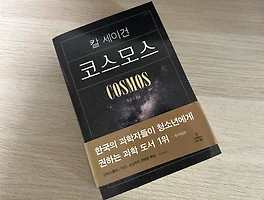 칼 세이건
코스모스
COSMOS
한국의 과학자들이 청소년에게
권하는 과학 도서 1위